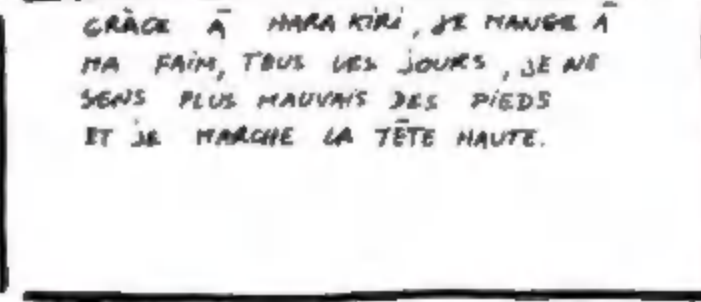 GRÂCE À HARA KIRI, JE MANGE À
MA FAIM, TOUS LES JOURS, JE NE
SENS PLUS MAUVAIS DES PIEDS
ET JE MARCHE LA TÊTE HAUTE.